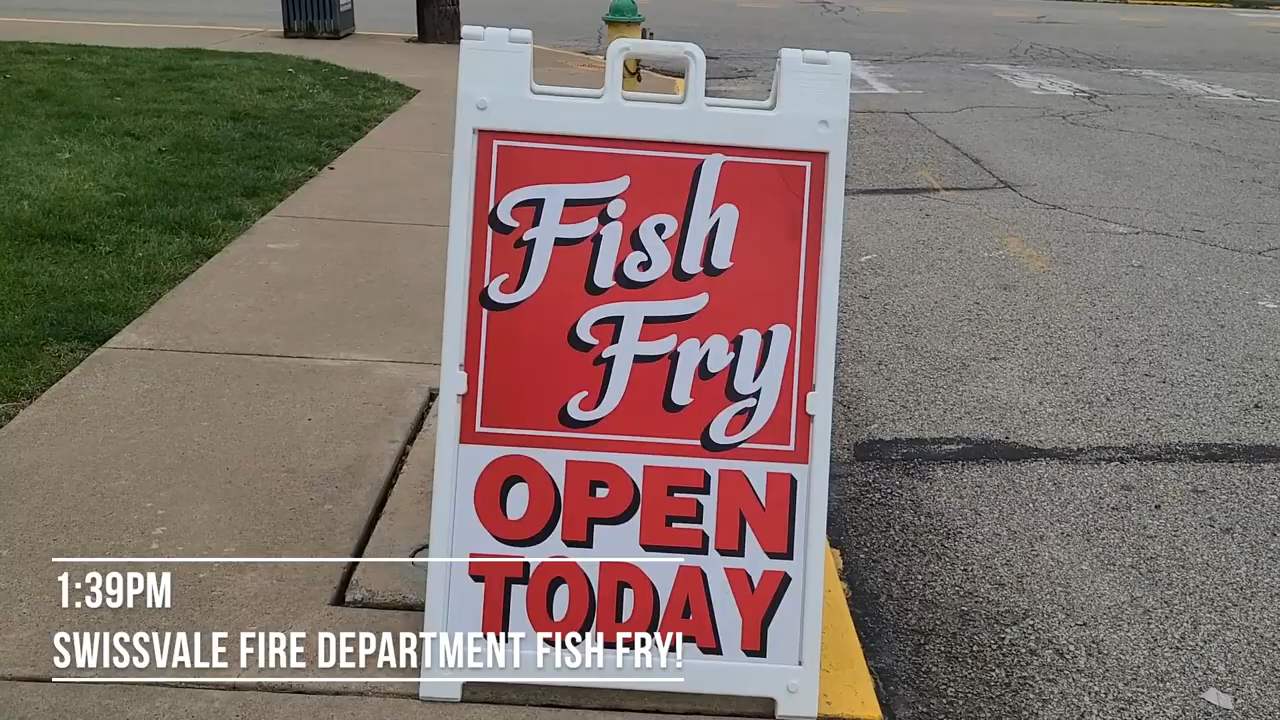 Fish
Fry
OPEN
TODAY
1:39PM
SWISSVALE FIRE DEPARTMENT FISH FRY!